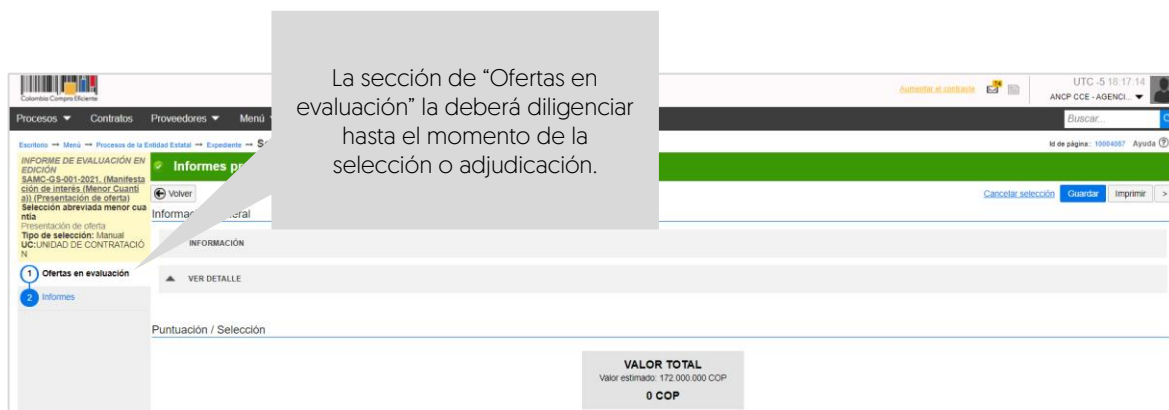 La sección de “Ofertas en
evaluación” la deberá diligenciar
hasta el momento de la
selección o adjudicación.
Colombia Compra Eficiente
Aumentar el contraste
74
UTC -5 18:17:14
ANCP CCE - AGENCI...
Procesos Contratos Proveedores Menú
Buscar...
Escritorio → Menú → Procesos de la Entidad Estatal → Expediente →
Id de página: 10004087 Ayuda
INFORME DE EVALUACIÓN EN
EDICIÓN
SAMC-GS-001-2021. (Manifesta
ción de interés (Menor Cuanti
a)) (Presentación de oferta)
Selección abreviada menor cua
ntía
Presentación de oferta
Tipo de selección: Manual
UC:UNIDAD DE CONTRATACIÓ
N
1 Ofertas en evaluación
2 Informes
Informes
Volver
Cancelar selección Guardar Imprimir >
INFORMACIÓN
VER DETALLE
Puntuación / Selección
VALOR TOTAL
Valor estimado: 172.000.000 COP
0 COP